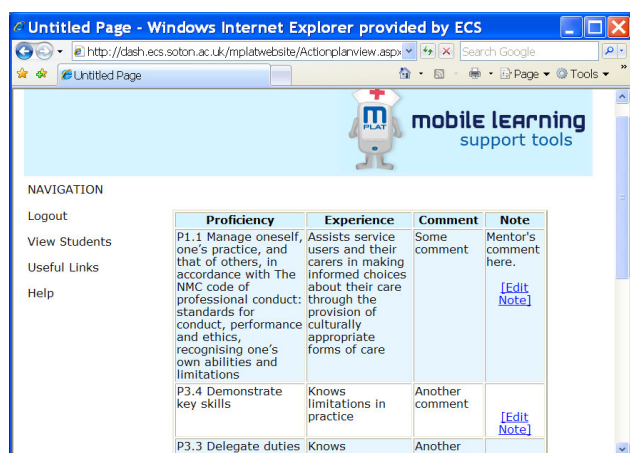 Untitled Page - Windows Internet Explorer provided by ECS
http://dash.ecs.soton.ac.uk/mplatwebsite/Actionplanview.aspx
Search Google
Untitled Page
Page
Tools
»
m
PLAT
mobile learning
support tools
NAVIGATION
Logout
View Students
Useful Links
Help
Proficiency Experience Comment Note
P1.1 Manage oneself,
one's practice, and
that of others, in
accordance with The
NMC code of
professional conduct:
standards for
conduct, performance
and ethics,
recognising one's
own abilities and
limitations
Assists service
users and their
carers in making
informed choices
about their care
through the
provision of
culturally
appropriate
forms of care
Some
comment
Mentor's
comment
here.
[Edit
Note]
P3.4 Demonstrate
key skills
Knows
limitations in
practice
Another
comment
[Edit
Note]
P3.3 Delegate duties
Knows
Another